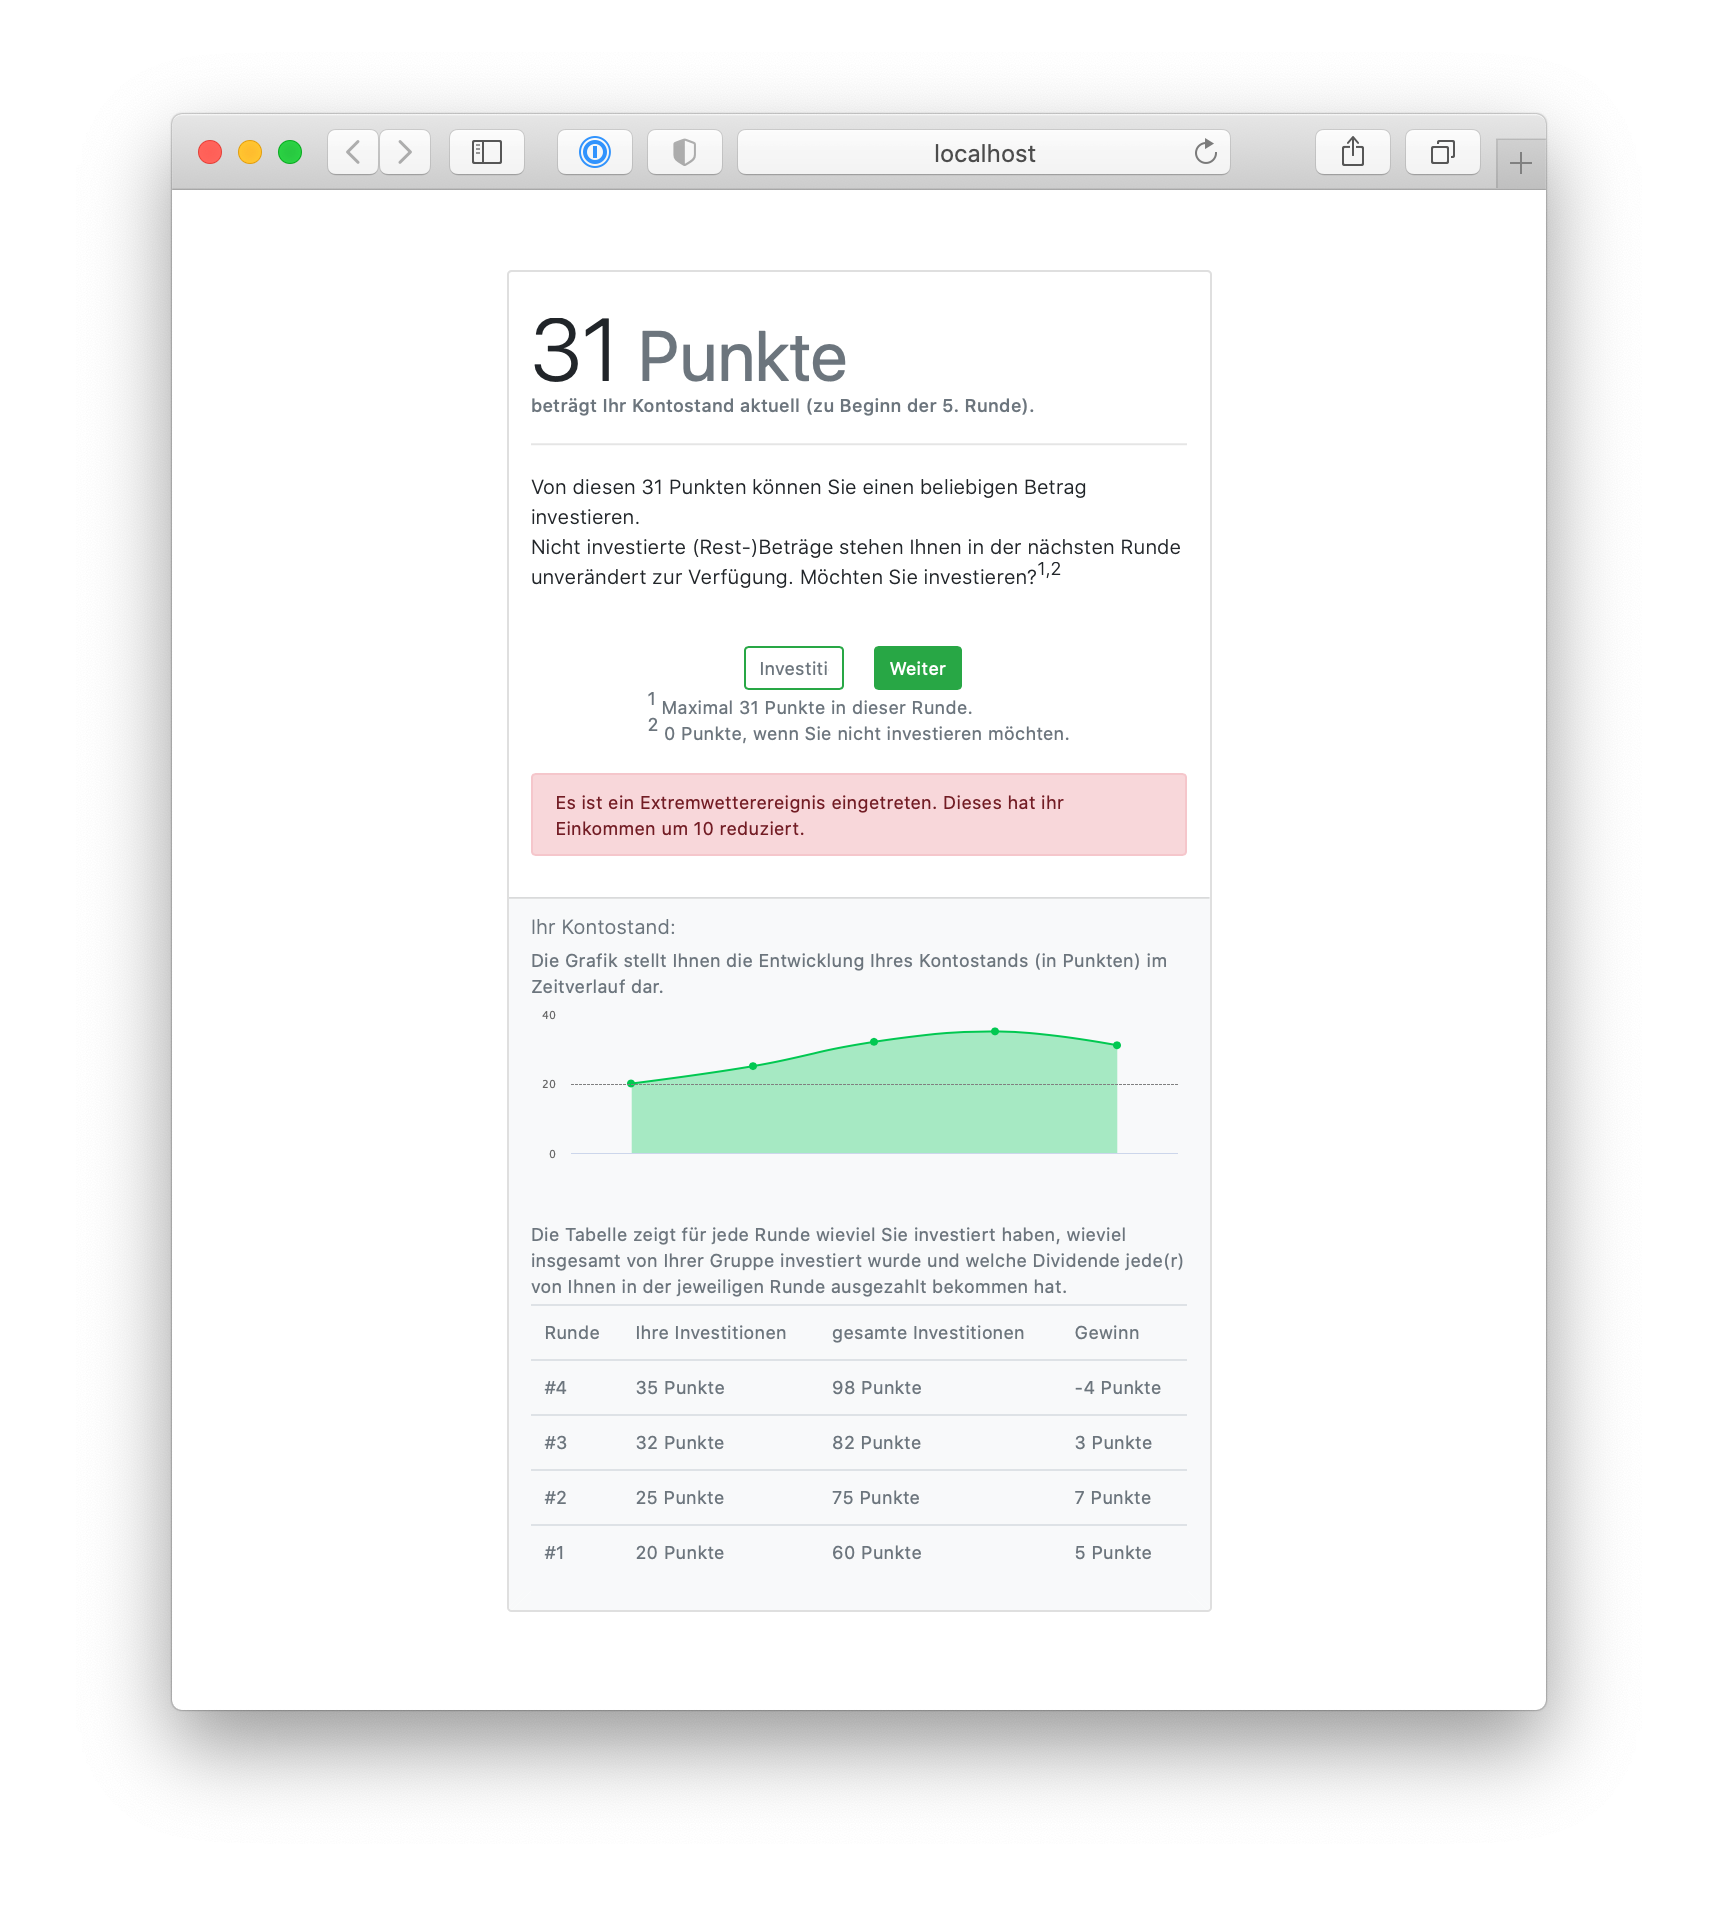 localhost
31 Punkte
beträgt Ihr Kontostand aktuell (zu Beginn der 5. Runde).
Von diesen 31 Punkten können Sie einen beliebigen Betrag
investieren.
Nicht investierte (Rest-)Beträge stehen Ihnen in der nächsten Runde
unverändert zur Verfügung. Möchten Sie investieren?1,2
Investiti Weiter
1 Maximal 31 Punkte in dieser Runde.
2 0 Punkte, wenn Sie nicht investieren möchten.
Es ist ein Extremwetterereignis eingetreten. Dieses hat ihr
Einkommen um 10 reduziert.
Ihr Kontostand:
Die Grafik stellt Ihnen die Entwicklung Ihres Kontostands (in Punkten) im
Zeitverlauf dar.
40
20
0
Die Tabelle zeigt für jede Runde wieviel Sie investiert haben, wieviel
insgesamt von Ihrer Gruppe investiert wurde und welche Dividende jede(r)
von Ihnen in der jeweiligen Runde ausgezahlt bekommen hat.
Runde Ihre Investitionen gesamte Investitionen Gewinn
#4 35 Punkte 98 Punkte -4 Punkte
#3 32 Punkte 82 Punkte 3 Punkte
#2 25 Punkte 75 Punkte 7 Punkte
#1 20 Punkte 60 Punkte 5 Punkte